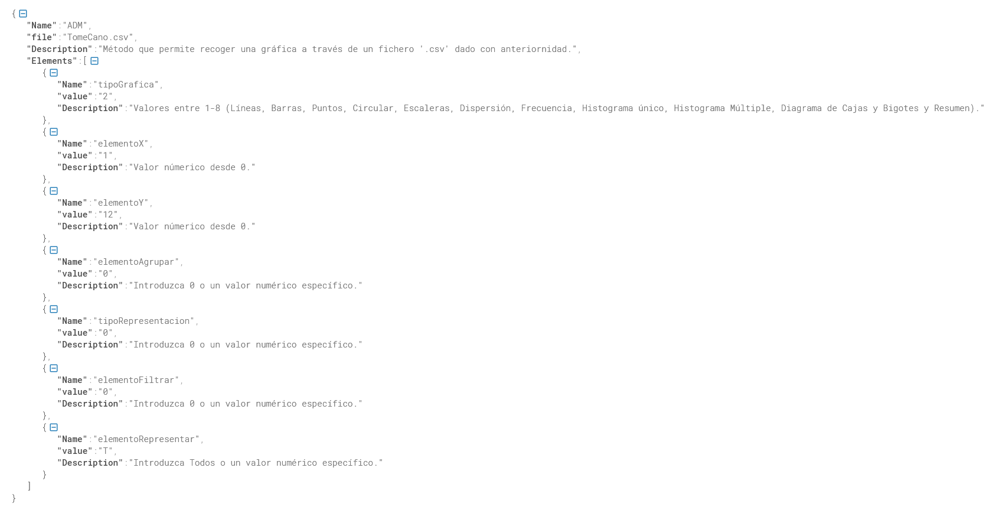 {
"Name":"ADM",
"file":"TomeCano.csv",
"Description":"Método que permite recoger una gráfica a través de un fichero '.csv' dado con anteriornidad.",
"Elements":[
{
"Name":"tipoGrafica",
"value":"2",
"Description":"Valores entre 1-8 (Líneas, Barras, Puntos, Circular, Escaleras, Dispersión, Frecuencia, Histograma único, Histograma Múltiple, Diagrama de Cajas y Bigotes y Resumen)."
},
{
"Name":"elementoX",
"value":"1",
"Description":"Valor númerico desde 0."
},
{
"Name":"elementoY",
"value":"12",
"Description":"Valor númerico desde 0."
},
{
"Name":"elementoAgrupar",
"value":"0",
"Description":"Introduzca 0 o un valor numérico específico."
},
{
"Name":"tipoRepresentacion",
"value":"0",
"Description":"Introduzca 0 o un valor numérico específico."
},
{
"Name":"elementoFiltrar",
"value":"0",
"Description":"Introduzca 0 o un valor numérico específico."
},
{
"Name":"elementoRepresentar",
"value":"T",
"Description":"Introduzca Todos o un valor numérico específico."
}
]
}